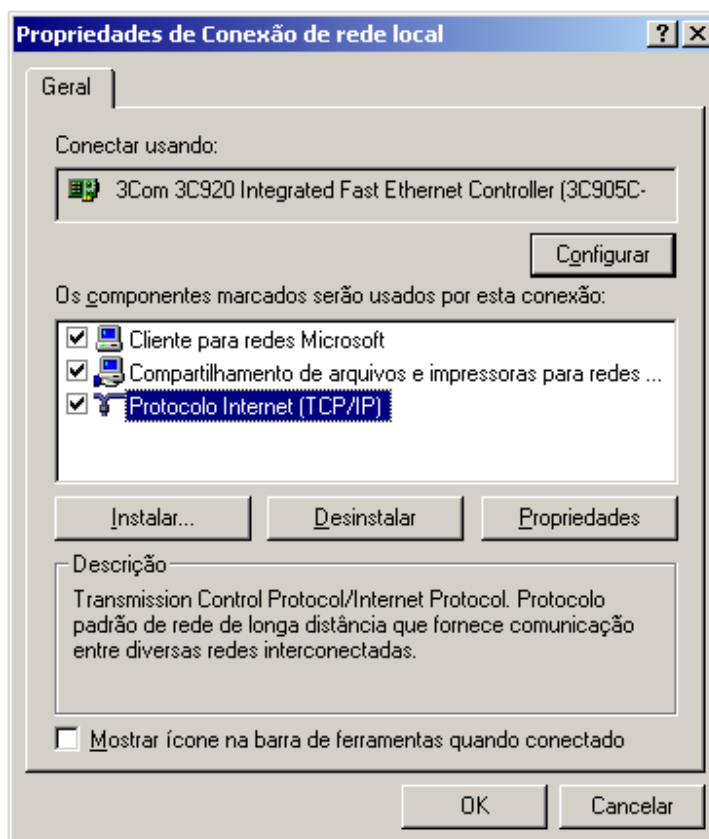 Propriedades de Conexão de rede local
Geral
Conectar usando:
3Com 3C920 Integrated Fast Ethernet Controller (3C905C-
Configurar
Os componentes marcados serão usados por esta conexão:
Cliente para redes Microsoft
Compartilhamento de arquivos e impressoras para redes ...
Protocolo Internet (TCP/IP)
Instalar... Desinstalar Propriedades
Descrição
Transmission Control Protocol/Internet Protocol. Protocolo
padrão de rede de longa distância que fornece comunicação
entre diversas redes interconectadas.
Mostrar ícone na barra de ferramentas quando conectado
OK Cancelar